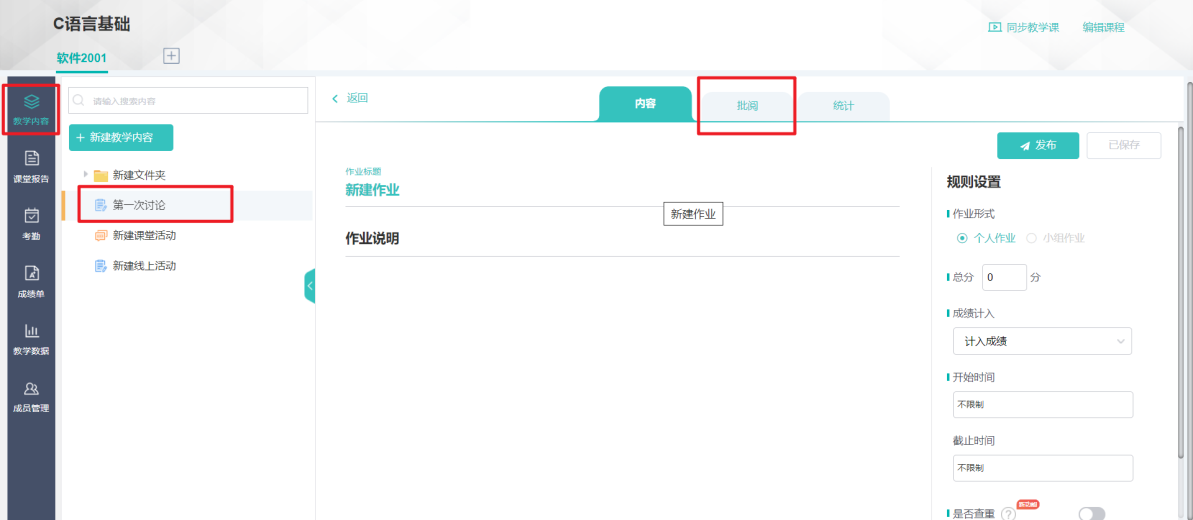 C语言基础
同步教学课 编辑课程
软件2001
教学内容
课堂报告
考勤
成绩单
教学数据
成员管理
请输入搜索内容
+ 新建教学内容
新建文件夹
第一次讨论
新建课堂活动
新建线上活动
返回
内容 批阅 统计
发布 已保存
作业标题
新建作业
新建作业
作业说明
规则设置
作业形式
个人作业 小组作业
总分 0 分
成绩计入
计入成绩
开始时间
不限制
截止时间
不限制
是否查重 ? 新功能